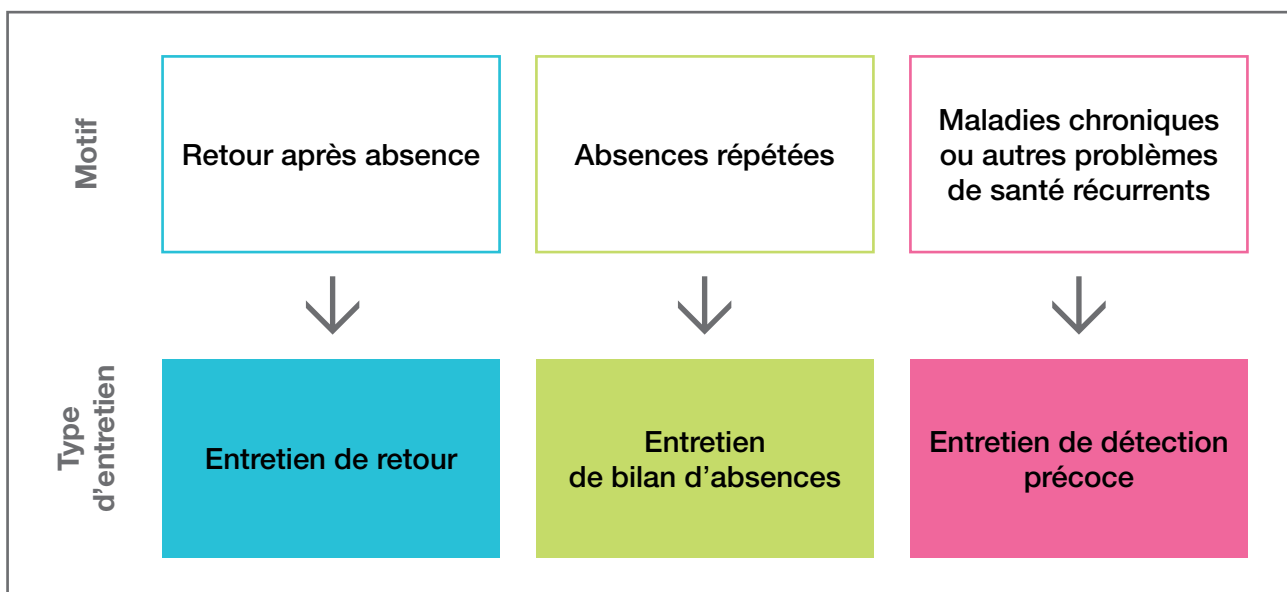 Motif
Retour après absence
Absences répétées
Maladies chroniques
ou autres problèmes
de santé récurrents
Type
d’entretien
Entretien de retour
Entretien
de bilan d’absences
Entretien de détection
précoce